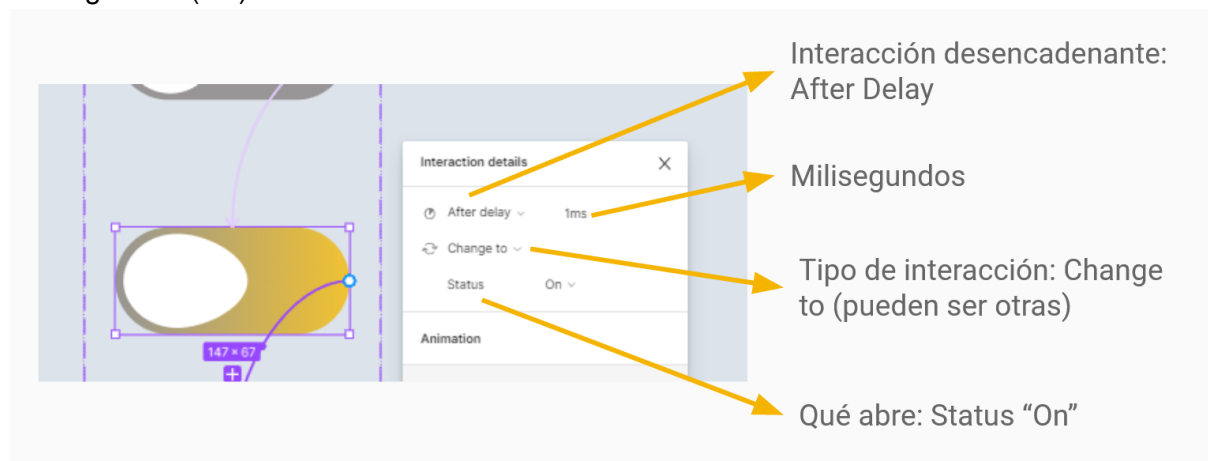 Interacción desencadenante:
After Delay
Interaction details
Milisegundos
After delay
1ms
Change to
Tipo de interacción: Change
to (pueden ser otras)
Status
On
Animation
147 × 67
Qué abre: Status “On”